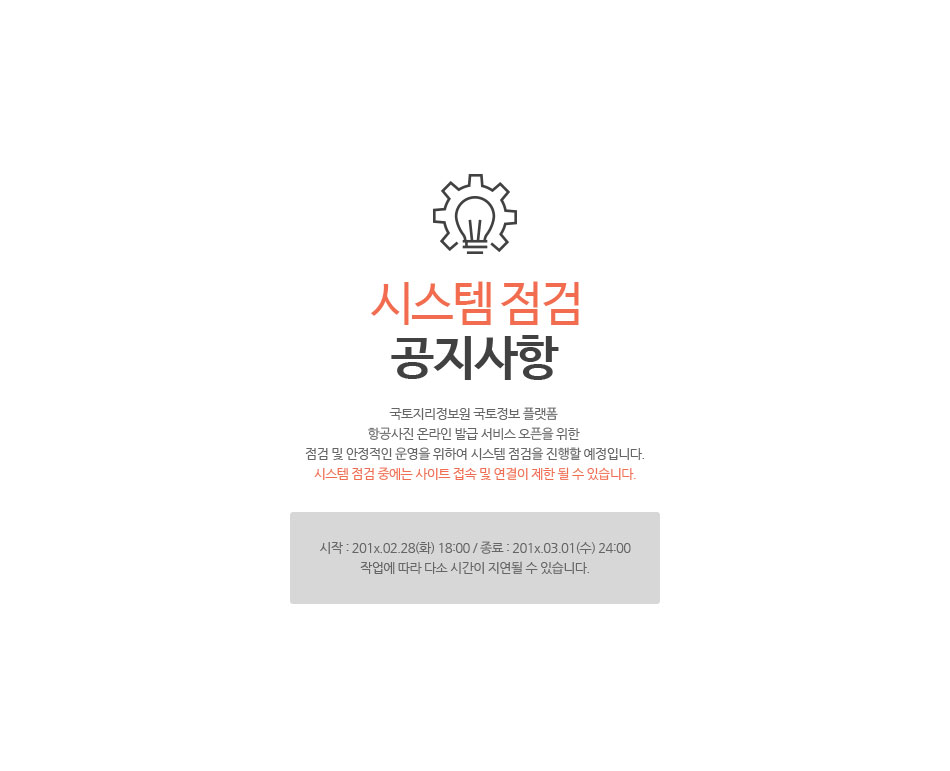 시스템 점검
공지사항
국토지리정보원 국토정보 플랫폼
항공사진 온라인 발급 서비스 오픈을 위한
점검 및 안정적인 운영을 위하여 시스템 점검을 진행할 예정입니다.
시스템 점검 중에는 사이트 접속 및 연결이 제한 될 수 있습니다.
시작 : 201x.02.28(화) 18:00 / 종료 : 201x.03.01(수) 24:00
작업에 따라 다소 시간이 지연될 수 있습니다.